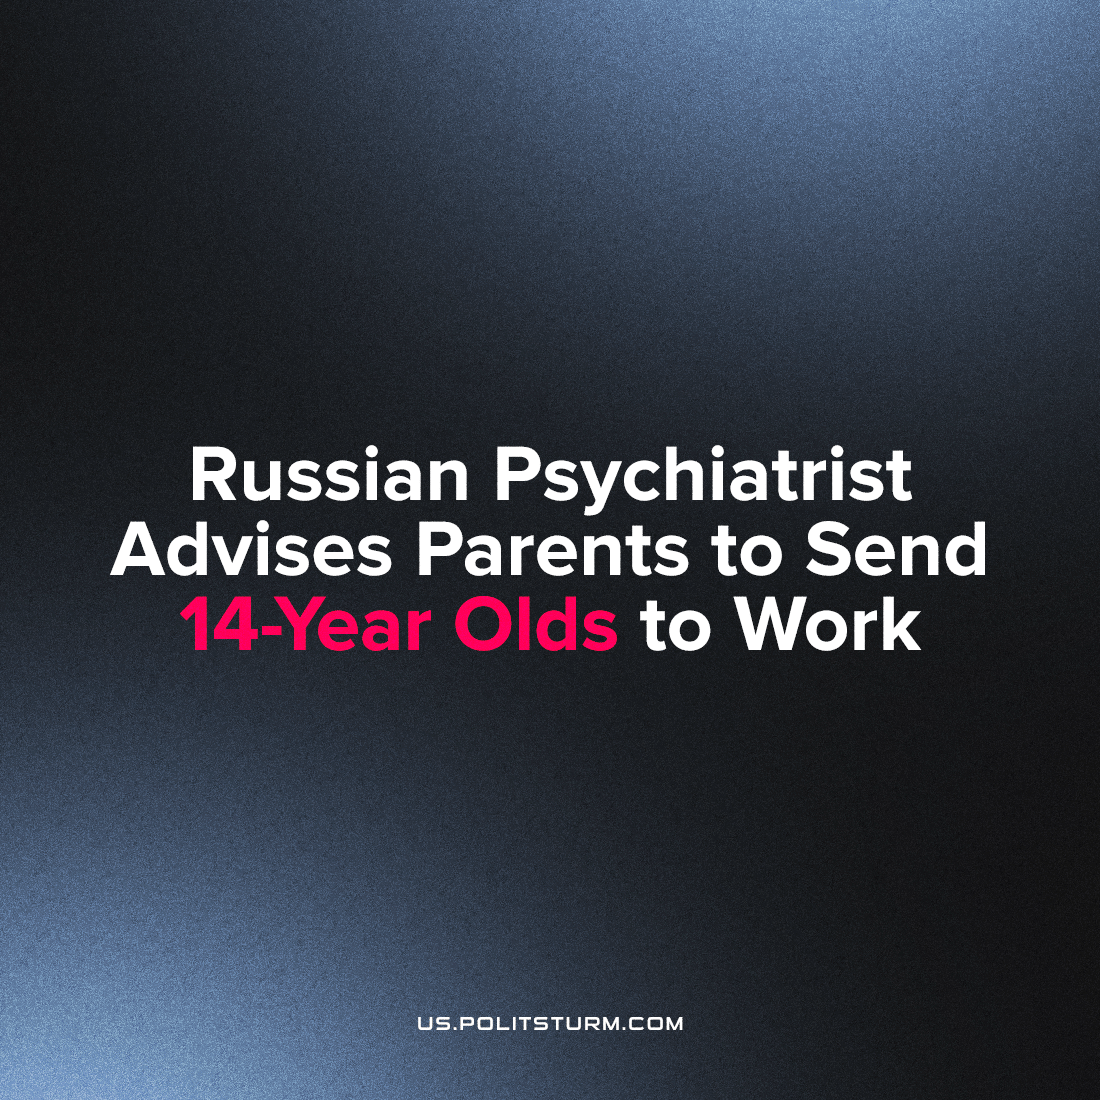 Russian Psychiatrist
Advises Parents to Send
14-Year Olds to Work
US.POLITSTURM.COM